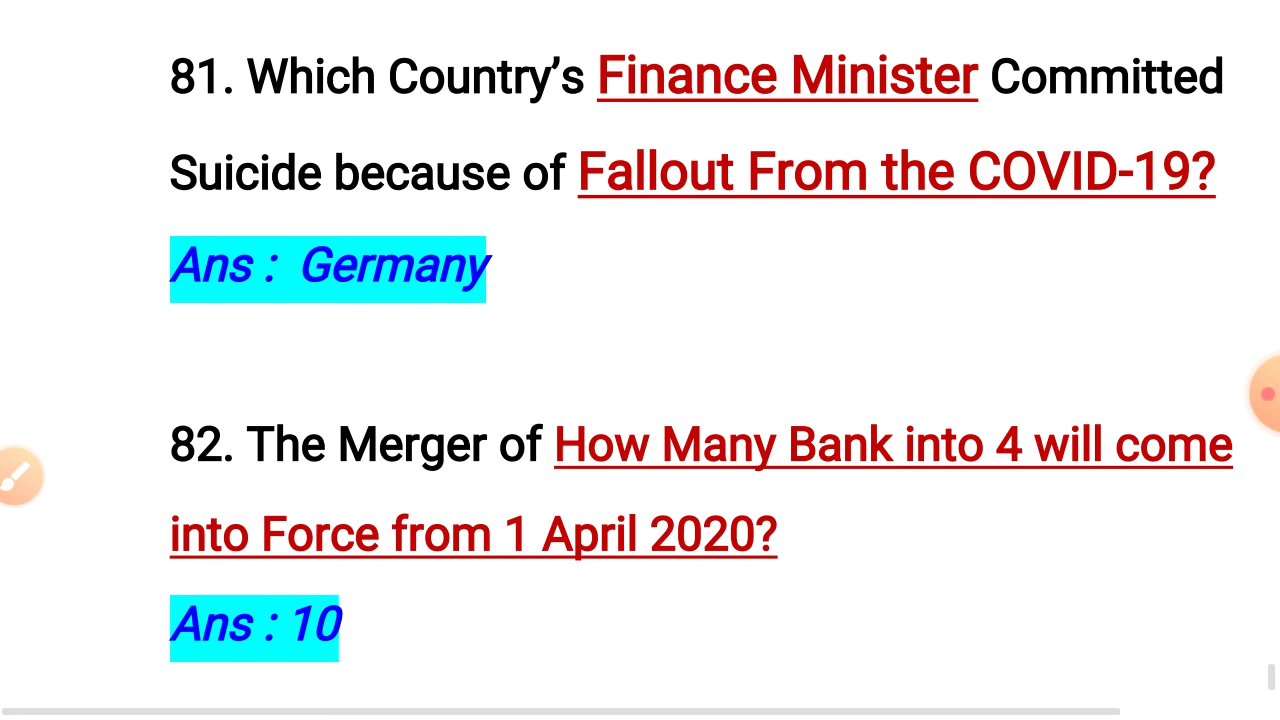 81. Which Country’s Finance Minister Committed
Suicide because of Fallout From the COVID-19?
Ans :  Germany
82. The Merger of How Many Bank into 4 will come
into Force from 1 April 2020?
Ans : 10